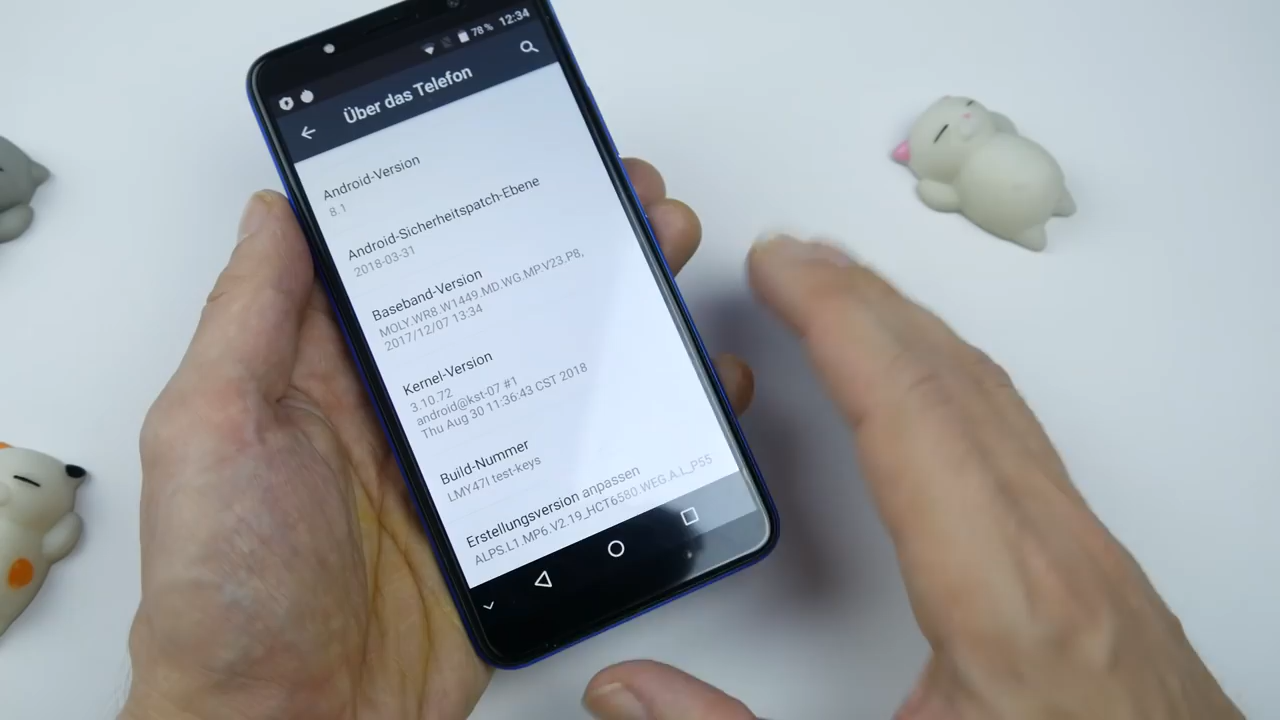 78 % 12:34
Über das Telefon
Android-Version
8.1
Android-Sicherheitspatch-Ebene
2018-03-31
Baseband-Version
MOLY.WR8.W1449.MD.WG.MP.V23.P8,
2017/12/07 13:34
Kernel-Version
3.10.72
android@kst-07 #1
Thu Aug 30 11:36:43 CST 2018
Build-Nummer
LMY47I test-keys
Erstellungsversion anpassen
ALPS.L1.MP6.V2.19_HCT6580.WEG.A.L_P55